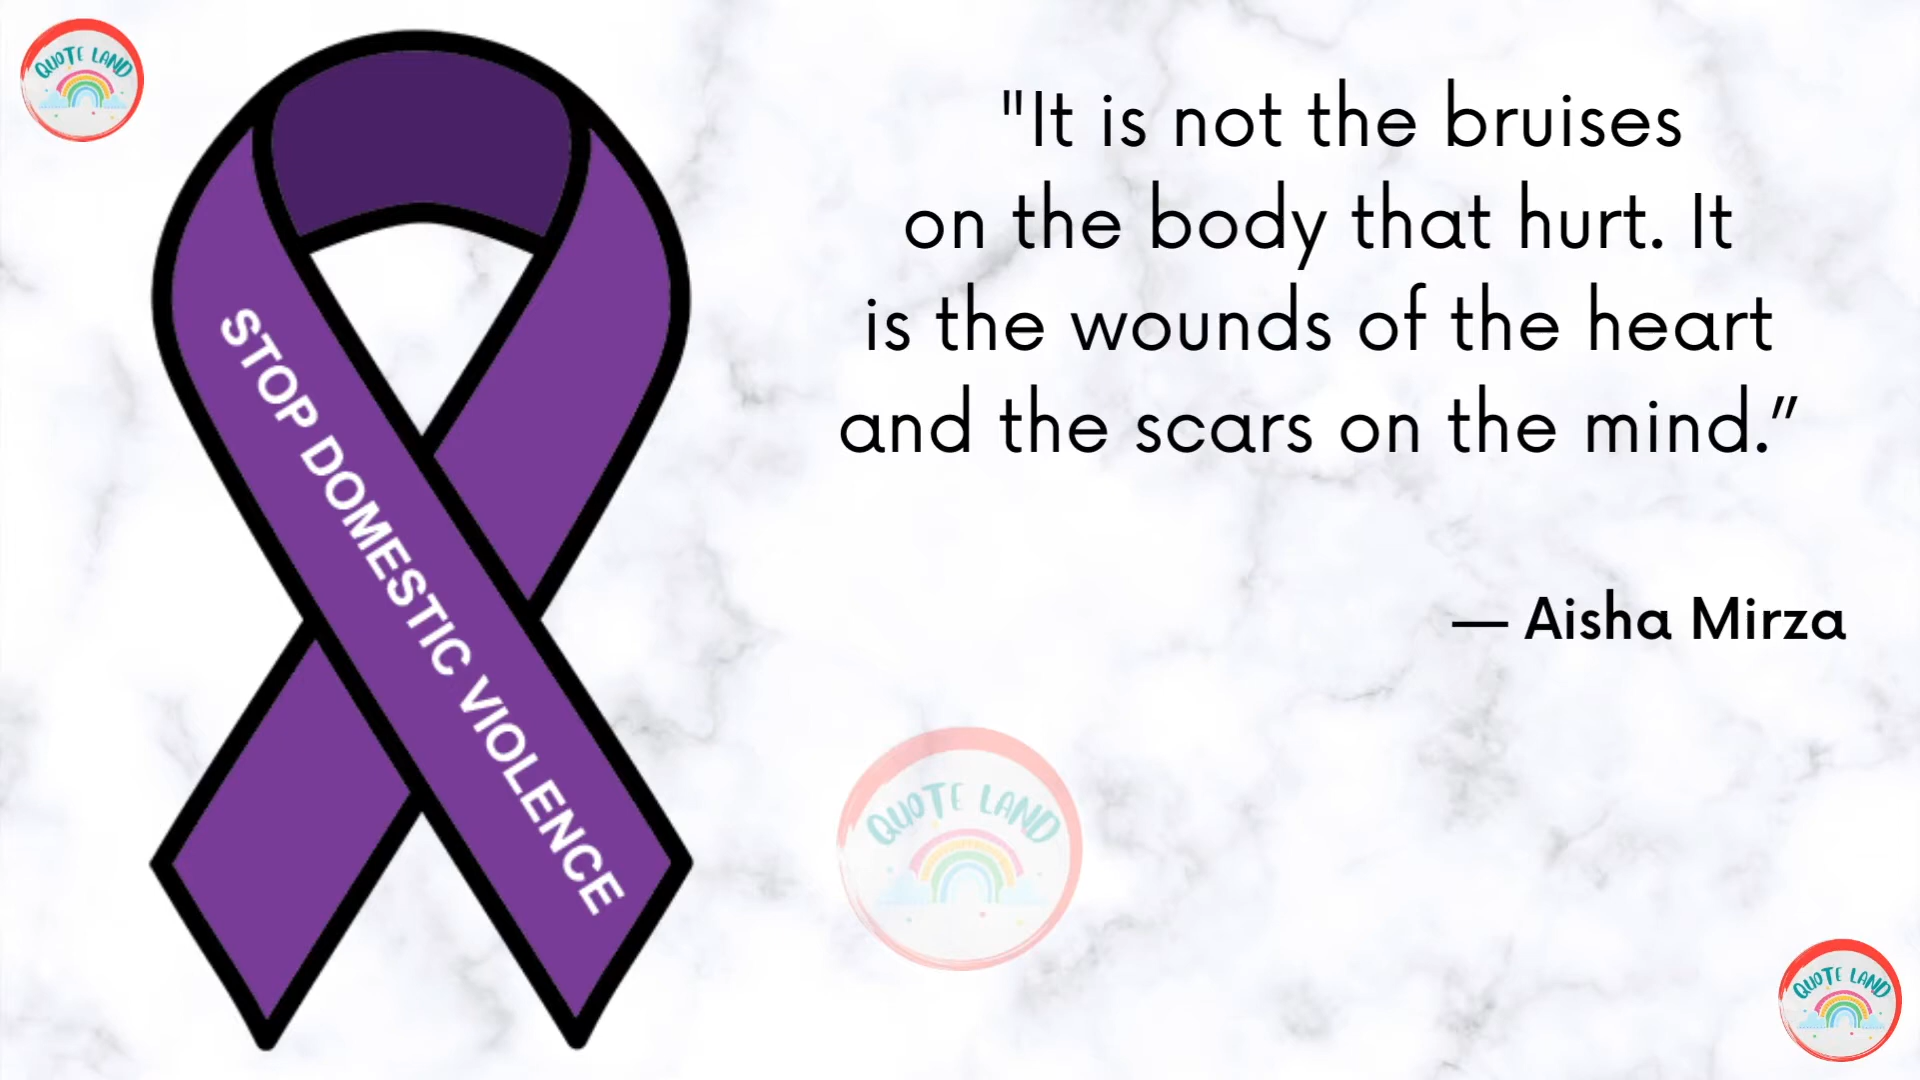 QUOTE LAND
STOP DOMESTIC VIOLENCE
"It is not the bruises
on the body that hurt. It
is the wounds of the heart
and the scars on the mind.”
— Aisha Mirza
QUOTE LAND
QUOTE LAND